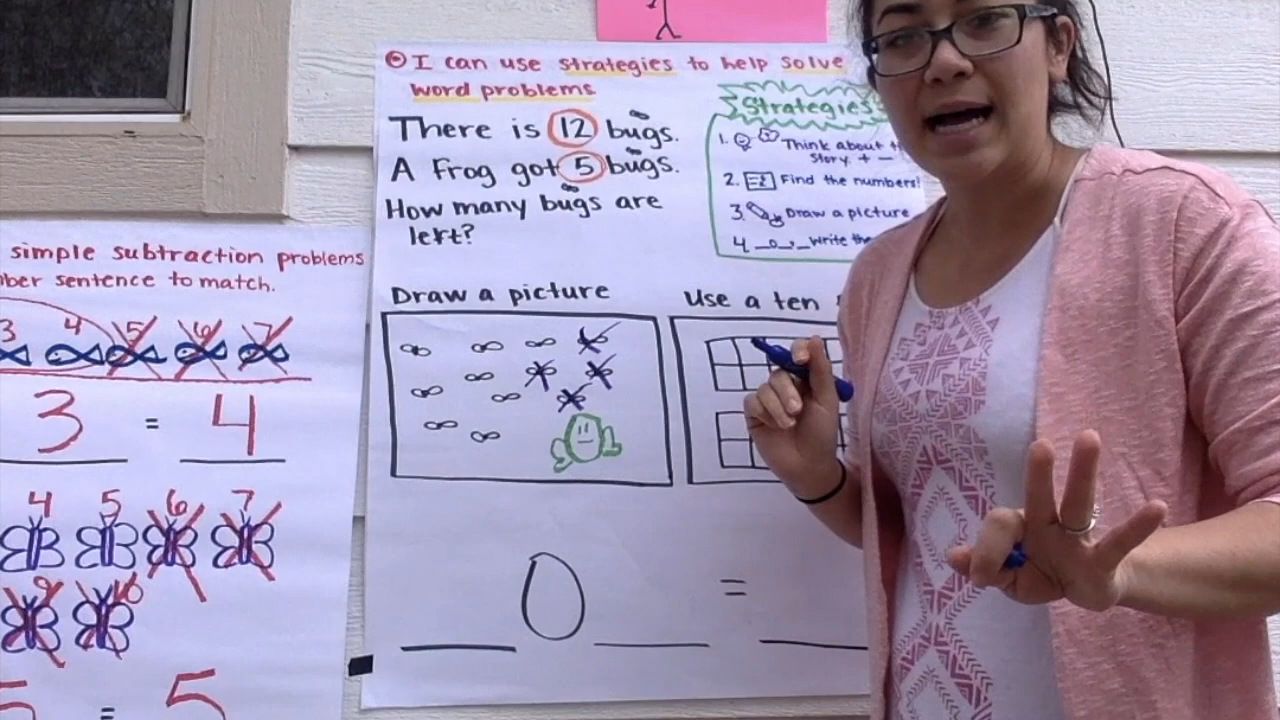 I can use strategies to help solve
word problems
There is 12 bugs.
A Frog got 5 bugs.
How many bugs are
left?
Strategies
1. Think about
Story. + -
2. Find the numbers!
3. Draw a picture
4. Write the
Draw a picture
Use a ten
=
simple subtraction problems
sentence to match.
3 4 5 6 7
3 = 4
4 5 6 7
9 10
5 = 5